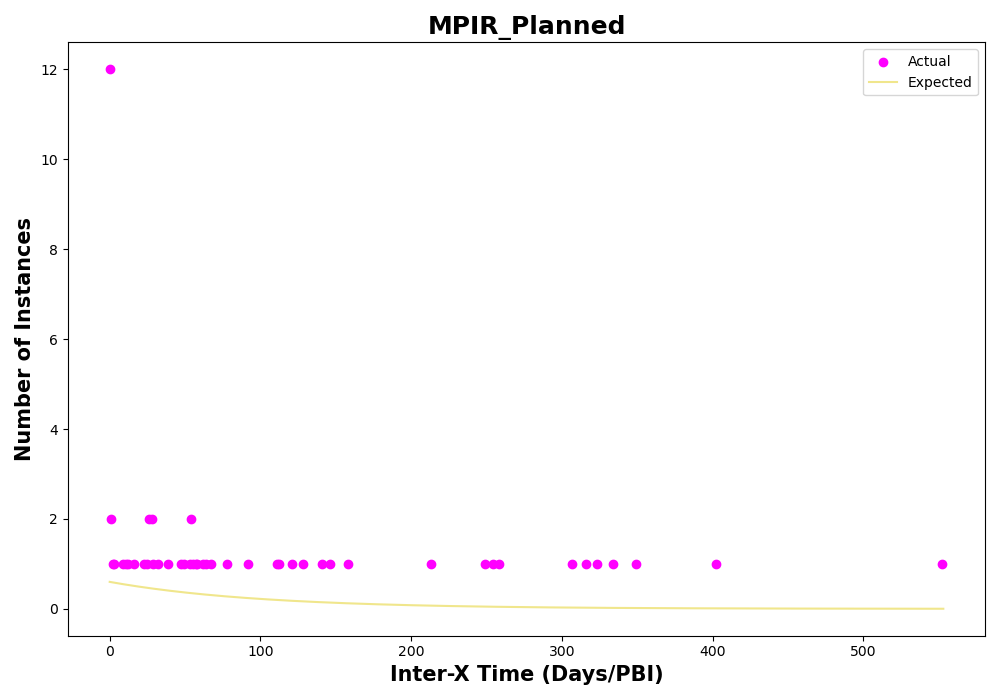 MPIR_Planned
Actual
Expected
12
10
8
6
4
2
0
Number of Instances
0 100 200 300 400 500
Inter-X Time (Days/PBI)